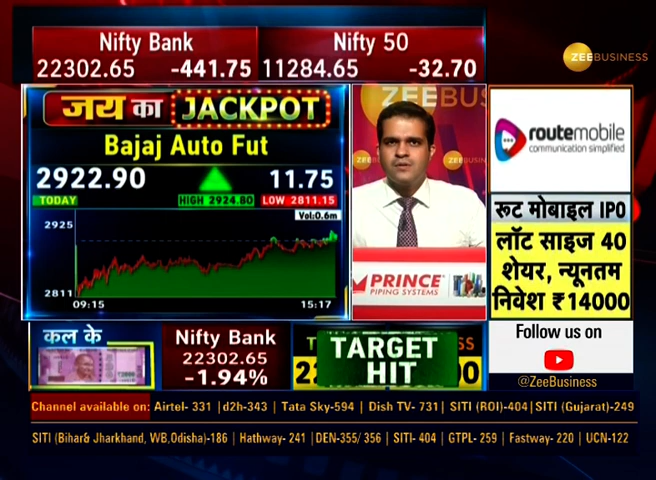 Nifty Bank
22302.65 -441.75
Nifty 50
11284.65 -32.70
ZEEBUSINESS
जय का JACKPOT
Bajaj Auto Fut
2922.90 11.75
TODAY HIGH 2924.80 LOW 2811.15
Vol:0.6m
2925
2811
09:15 15:17
ZEEBUS
ZEEBUSINESS
PRINCE
PIPING SYSTEMS
routemobile
communication simplified
रूट मोबाइल IPO
लॉट साइज 40
शेयर, न्यूनतम
निवेश ₹14000
कल के
Nifty Bank
22302.65
-1.94%
TARGET
HIT
Follow us on
@ZeeBusiness
Channel available on: Airtel- 331 | d2h-343 | Tata Sky-594 | Dish TV- 731| SITI (ROI)-404| SITI (Gujarat)-249
SITI (Bihar& Jharkhand, WB,Odisha)-186 | Hathway- 241 |DEN-355/ 356 | SITI- 404 | GTPL- 259 | Fastway- 220 | UCN-122